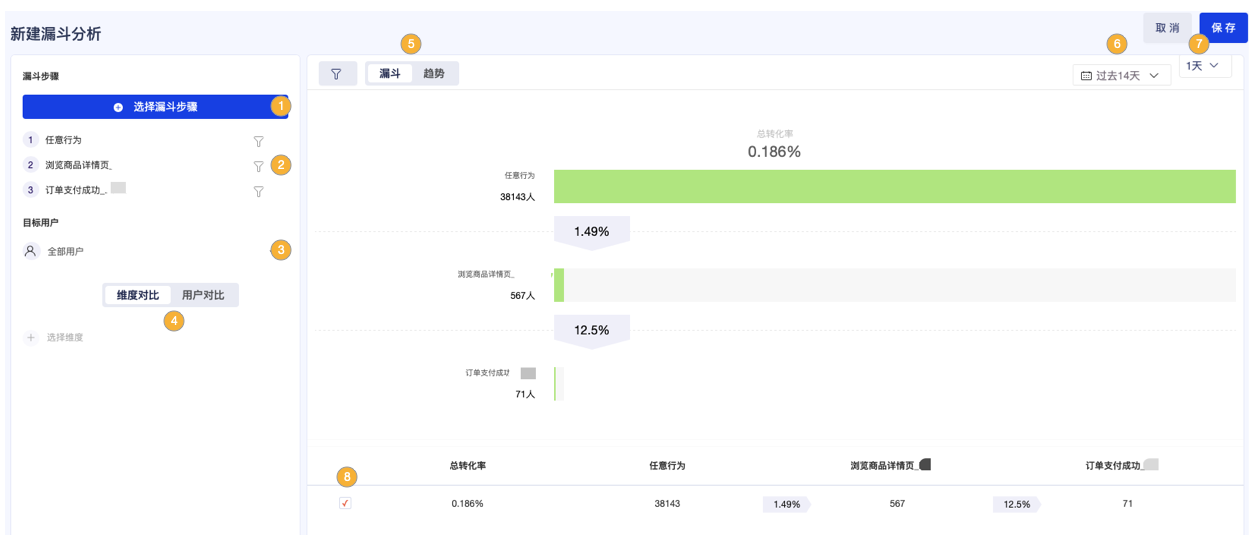 新建漏斗分析
取消
保存
漏斗步骤
5
6
7
漏斗
趋势
过去14天
1天
选择漏斗步骤
1
1 任意行为
2 浏览商品详情页_
2
3 订单支付成功_.
目标用户
全部用户
3
维度对比
用户对比
4
选择维度
总转化率
0.186%
任意行为
38143人
1.49%
浏览商品详情页_
567人
12.5%
订单支付成功
71人
总转化率
任意行为
浏览商品详情页_
订单支付成功_
8
0.186%
38143
1.49%
567
12.5%
71